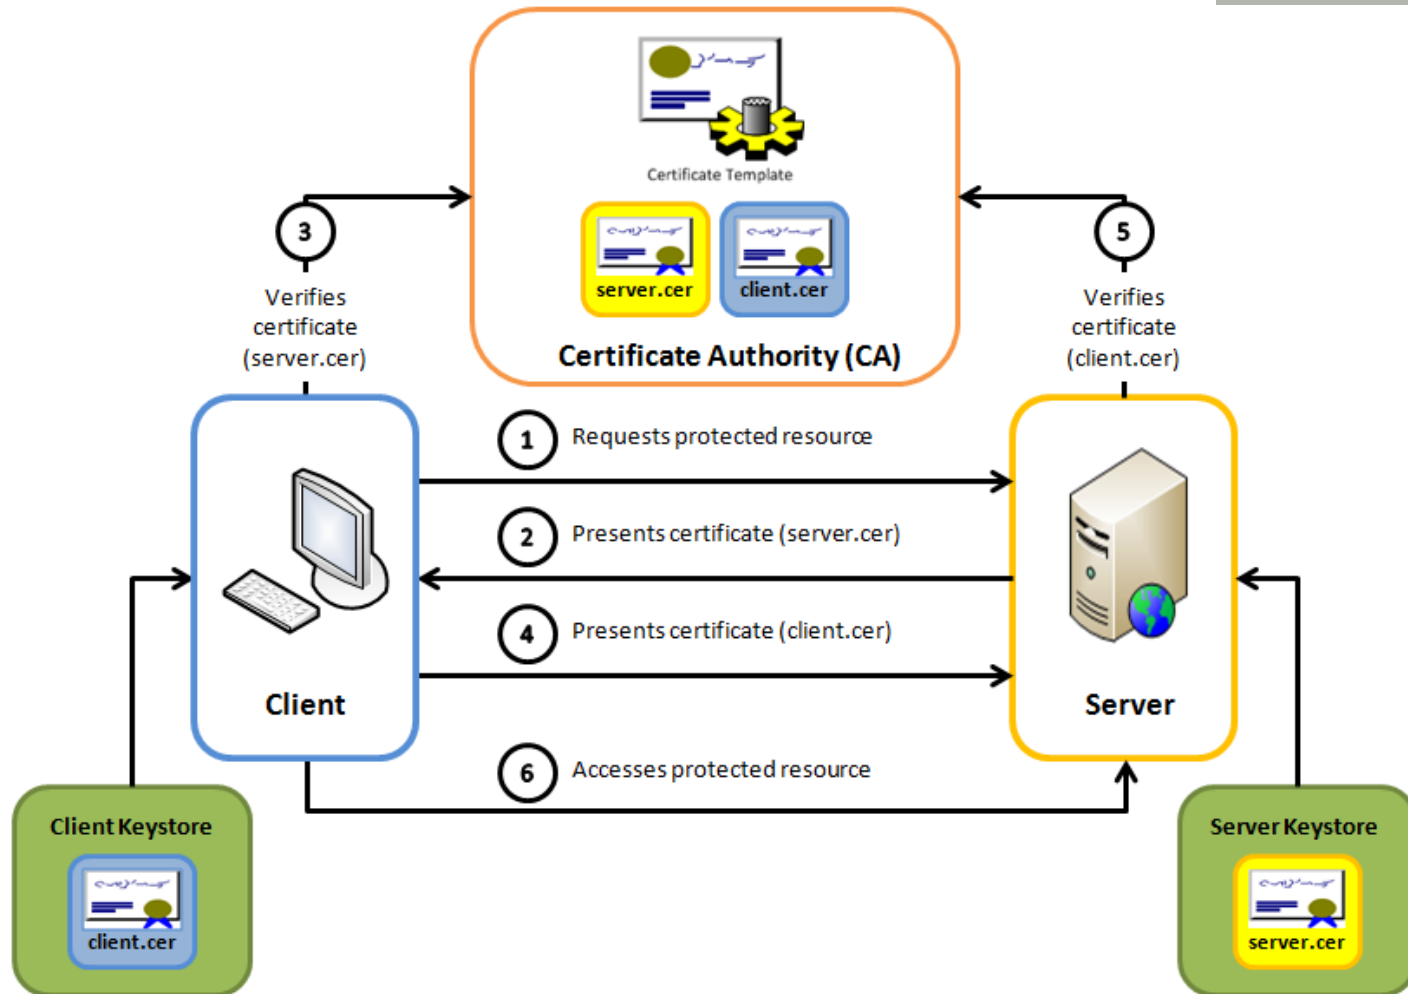 Certificate Template
server.cer
client.cer
Certificate Authority (CA)
3
Verifies
certificate
(server.cer)
5
Verifies
certificate
(client.cer)
1 Requests protected resource
2 Presents certificate (server.cer)
4 Presents certificate (client.cer)
Client
Server
6 Accesses protected resource
Client Keystore
client.cer
Server Keystore
server.cer